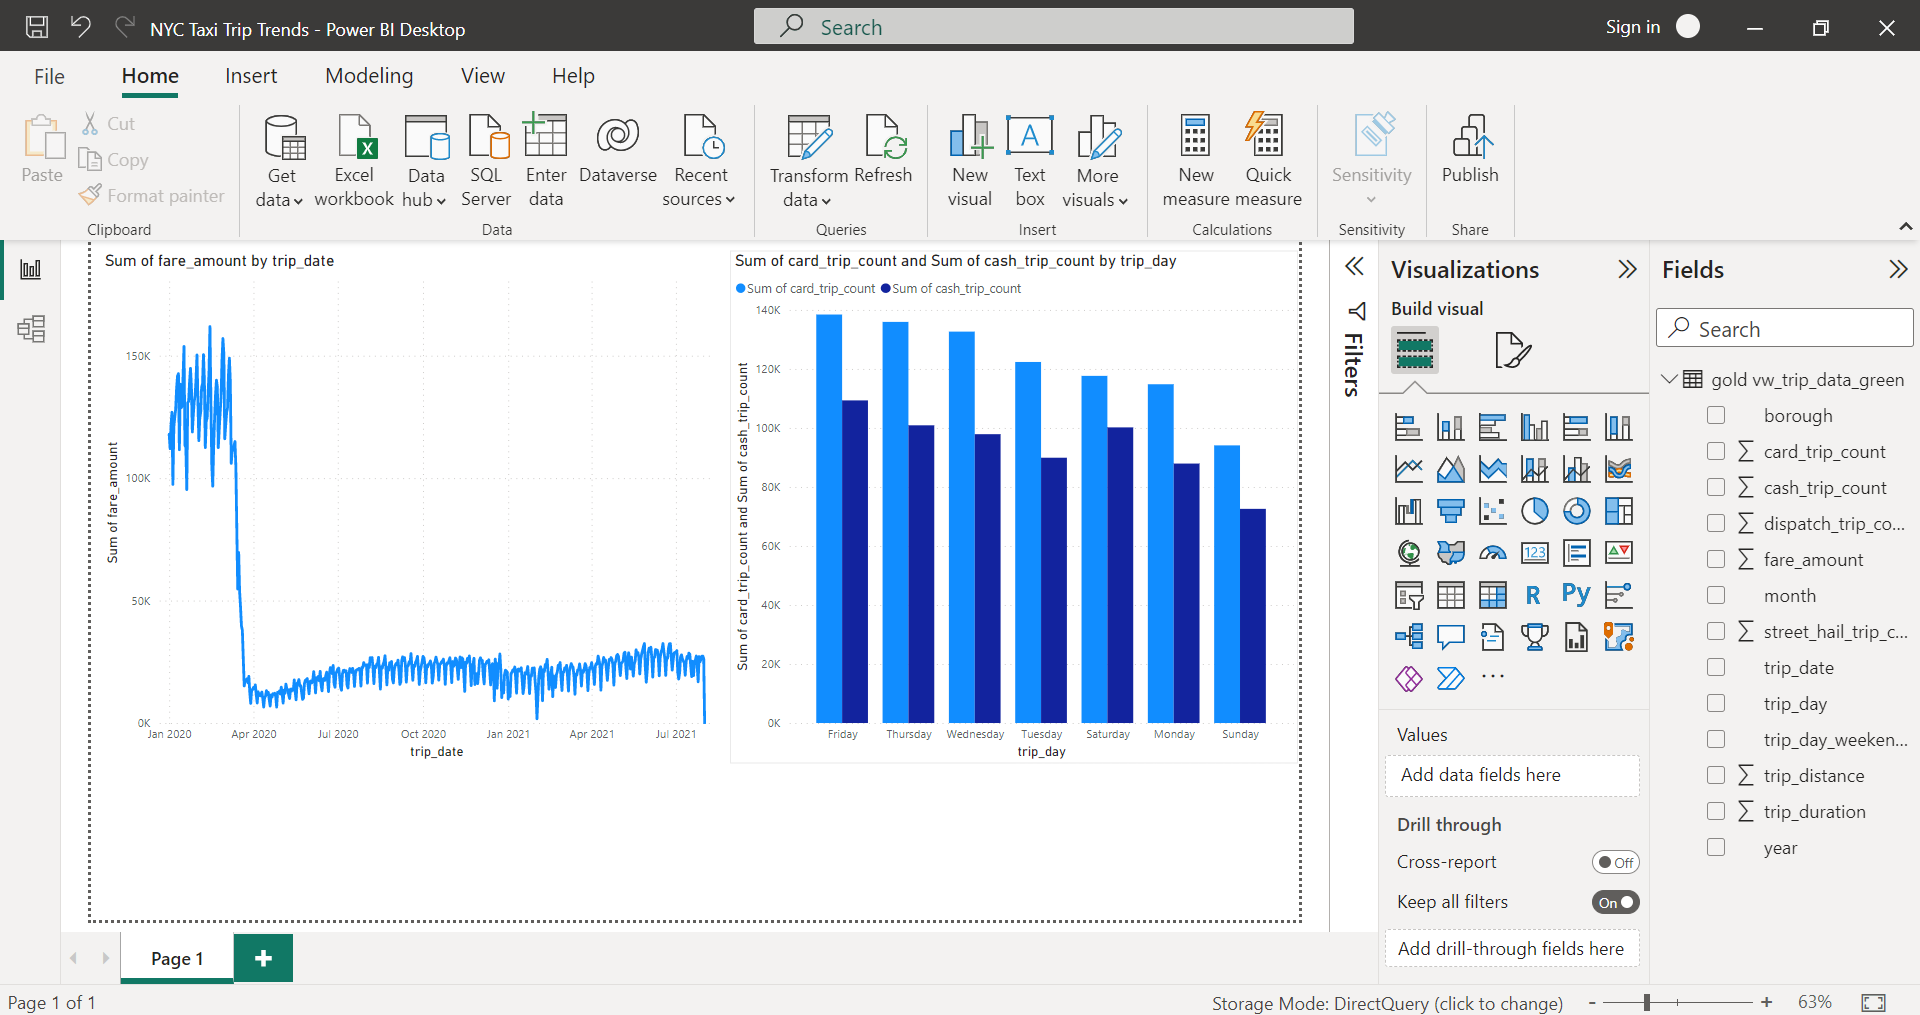 NYC Taxi Trip Trends - Power BI Desktop
Search
Sign in
File
Home
Insert
Modeling
View
Help
Paste
Cut
Copy
Format painter
Clipboard
Get
data
Excel
workbook
Data
hub
SQL
Server
Enter
data
Dataverse
Recent
sources
Data
Transform
data
Refresh
Queries
New
visual
A
Text
box
More
visuals
Insert
New
measure
Quick
measure
Calculations
Sensitivity
Sensitivity
Publish
Share
Sum of fare_amount by trip_date
Sum of fare_amount
150K
100K
50K
0K
Jan 2020
Apr 2020
Jul 2020
Oct 2020
Jan 2021
Apr 2021
Jul 2021
trip_date
Sum of card_trip_count and Sum of cash_trip_count by trip_day
Sum of card_trip_count
Sum of cash_trip_count
Sum of card_trip_count and Sum of cash_trip_count
140K
120K
100K
80K
60K
40K
20K
0K
Friday
Thursday
Wednesday
Tuesday
Saturday
Monday
Sunday
trip_day
Filters
Visualizations
Build visual
123
R
Py
...
Values
Add data fields here
Drill through
Cross-report
Off
Keep all filters
On
Add drill-through fields here
Fields
Search
gold vw_trip_data_green
borough
card_trip_count
cash_trip_count
dispatch_trip_co...
fare_amount
month
street_hail_trip_c...
trip_date
trip_day
trip_day_weeken...
trip_distance
trip_duration
year
Page 1
+
Page 1 of 1
Storage Mode: DirectQuery (click to change)
-
+
63%